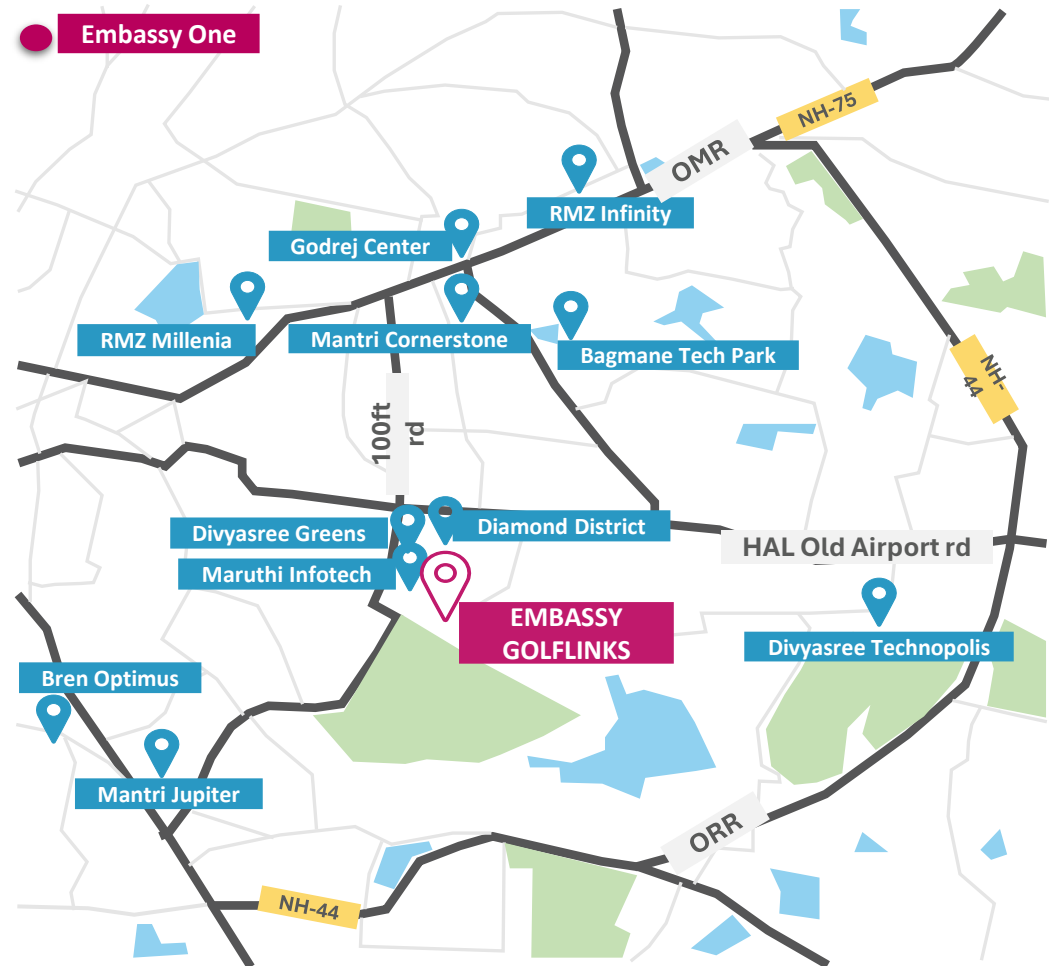 Embassy One
NH-75
OMR
RMZ Infinity
Godrej Center
RMZ Millenia
Mantri Cornerstone
Bagmane Tech Park
NH-
44
100ft
rd
Divyasree Greens
Diamond District
HAL Old Airport rd
Maruthi Infotech
EMBASSY
GOLFLINKS
Divyasree Technopolis
Bren Optimus
Mantri Jupiter
ORR
NH-44